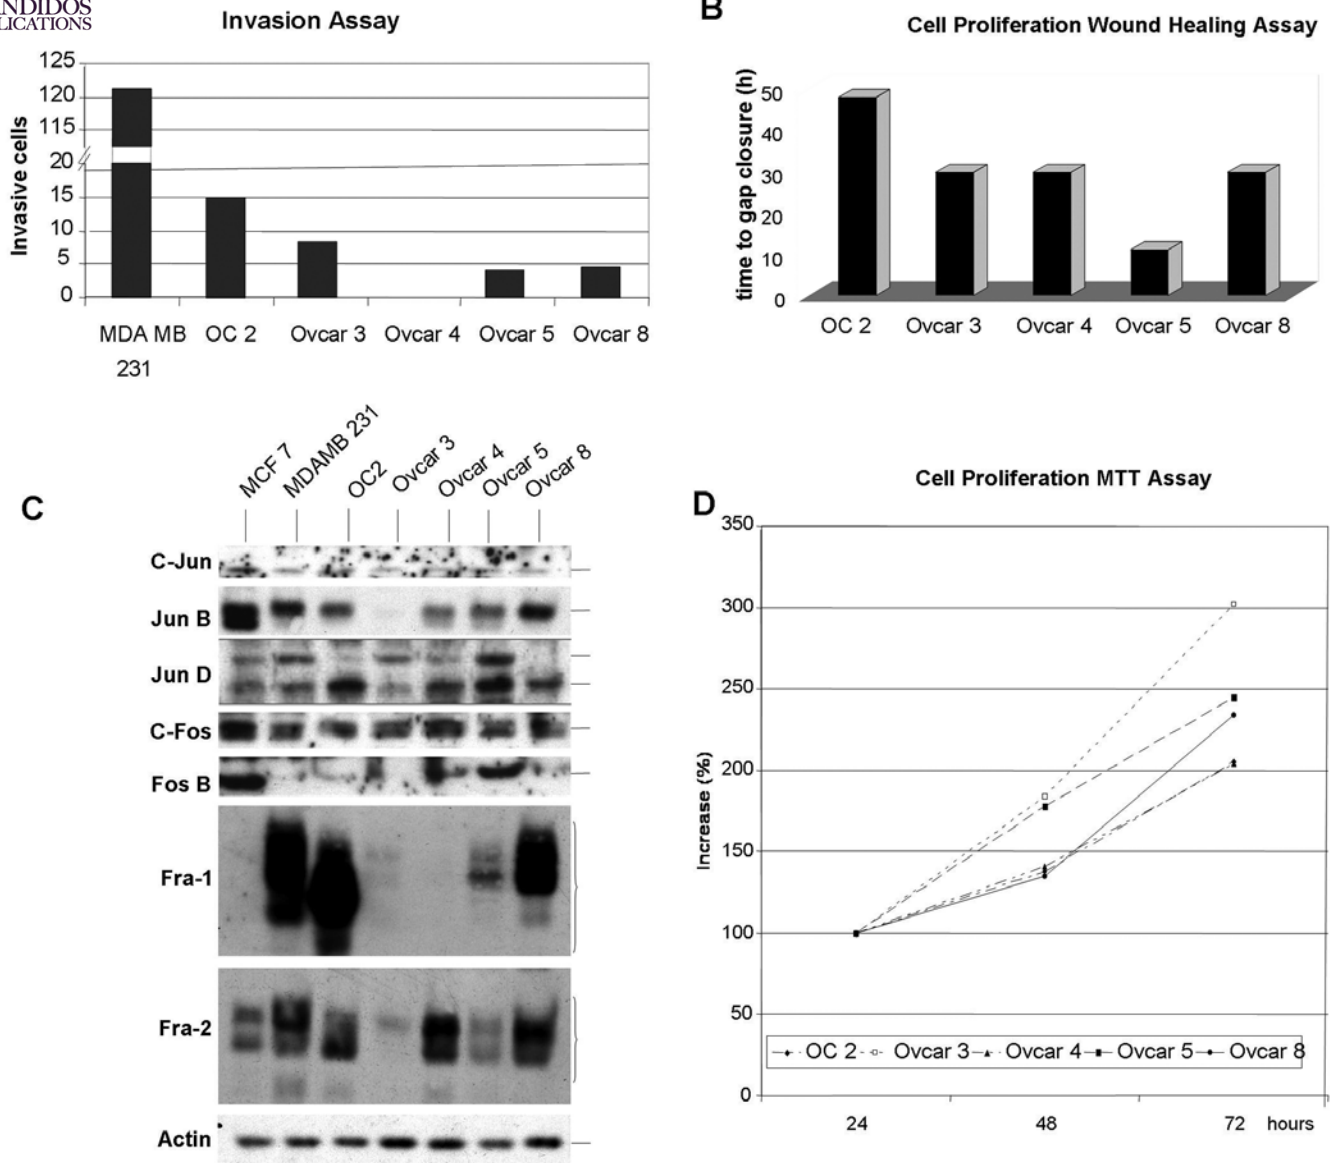 NDIDOS
LICATIONS
Invasion Assay
Invasive cells
125
120
115
20
15
10
5
0
MDA MB
231
OC 2
Ovcar 3
Ovcar 4
Ovcar 5
Ovcar 8
B
Cell Proliferation Wound Healing Assay
time to gap closure (h)
50
40
30
20
10
0
OC 2
Ovcar 3
Ovcar 4
Ovcar 5
Ovcar 8
C
MCF 7
MDAMB 231
OC2
Ovcar 3
Ovcar 4
Ovcar 5
Ovcar 8
C-Jun
Jun B
Jun D
C-Fos
Fos B
Fra-1
Fra-2
Actin
D
Cell Proliferation MTT Assay
Increase (%)
350
300
250
200
150
100
50
0
OC 2
Ovcar 3
Ovcar 4
Ovcar 5
Ovcar 8
24
48
72
hours